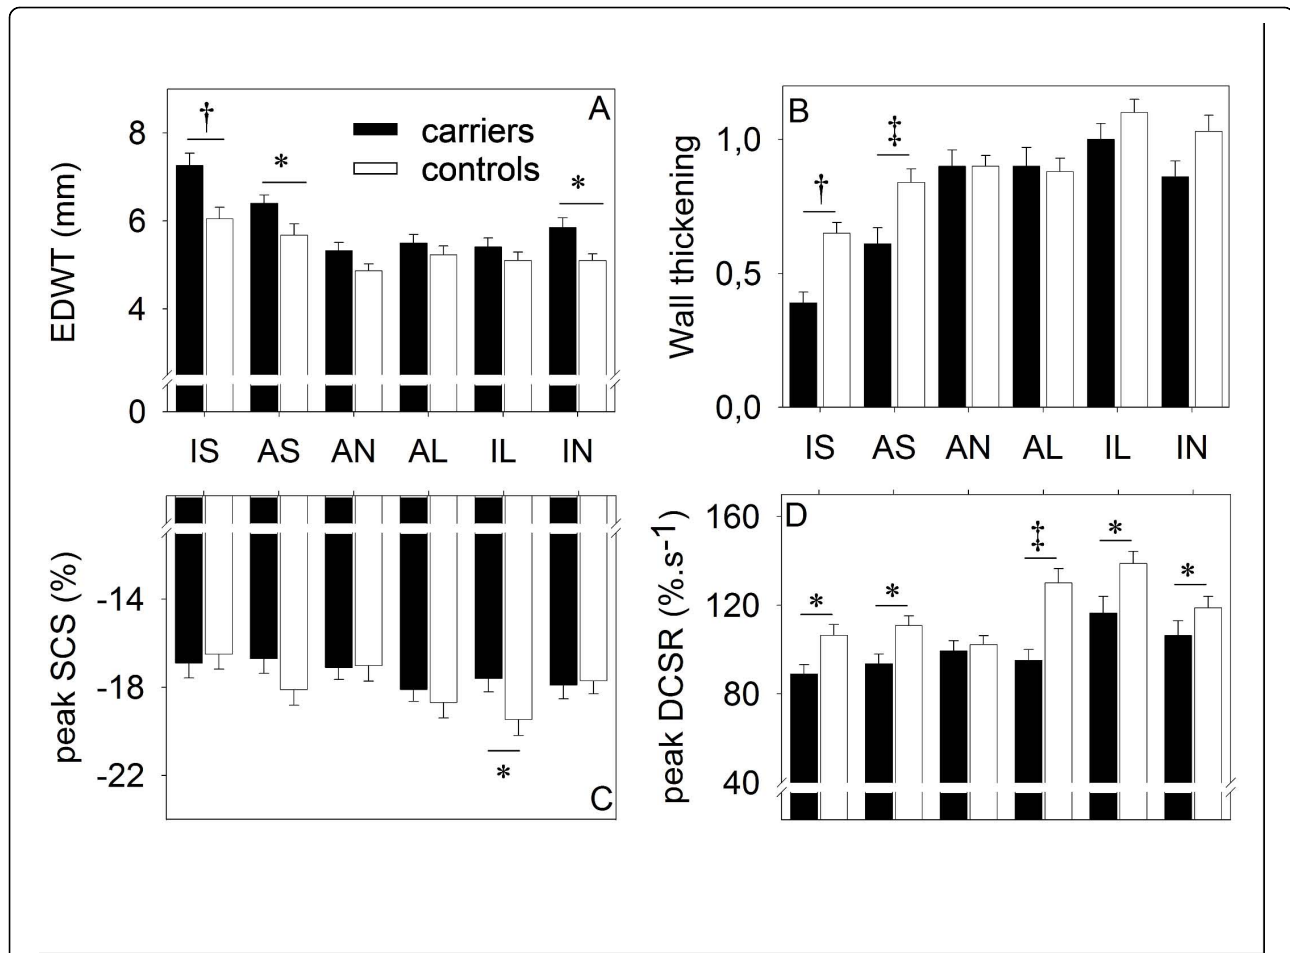 A
†
carriers
controls
*
*
8
6
4
0
EDWT (mm)
IS AS AN AL IL IN
B
‡
†
1,0
0,5
0,0
Wall thickening
IS AS AN AL IL IN
-14
-18
-22
peak SCS (%)
*
C
D
160
120
80
40
peak DCSR (%.s-1)
* * ‡ * *